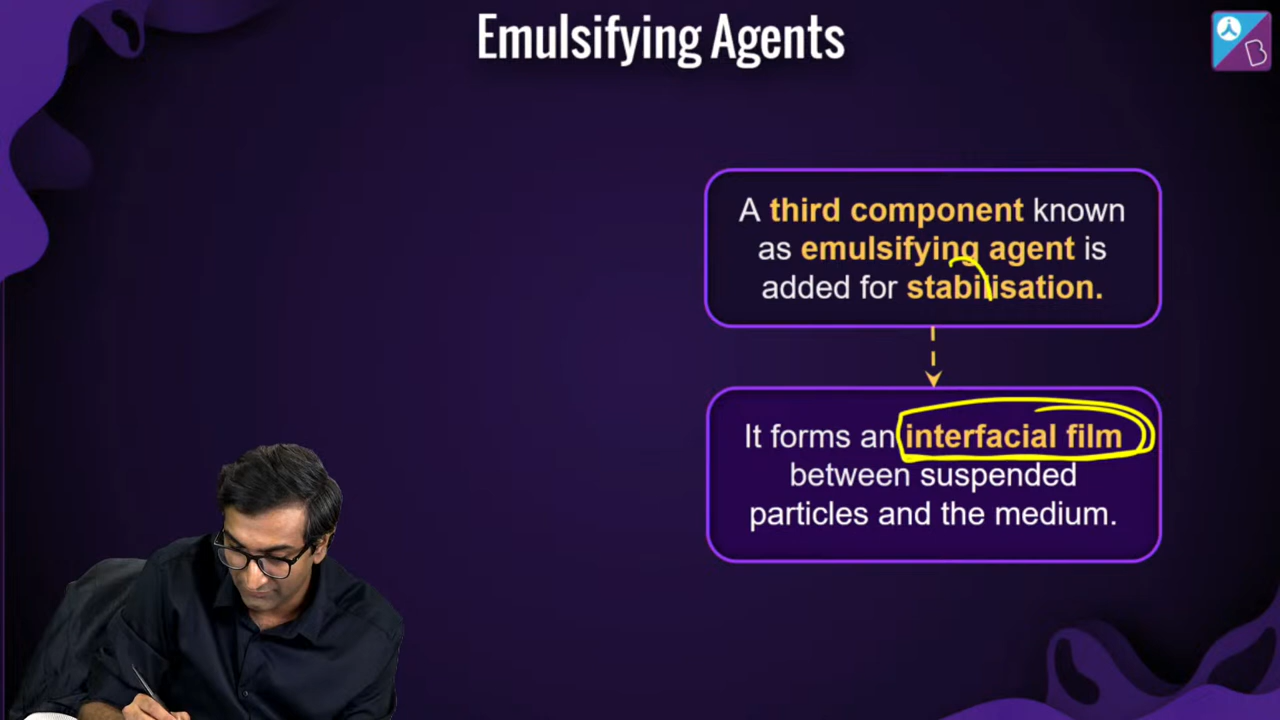 Emulsifying Agents
A third component known
as emulsifying agent is
added for stabilisation.
It forms an interfacial film
between suspended
particles and the medium.
B